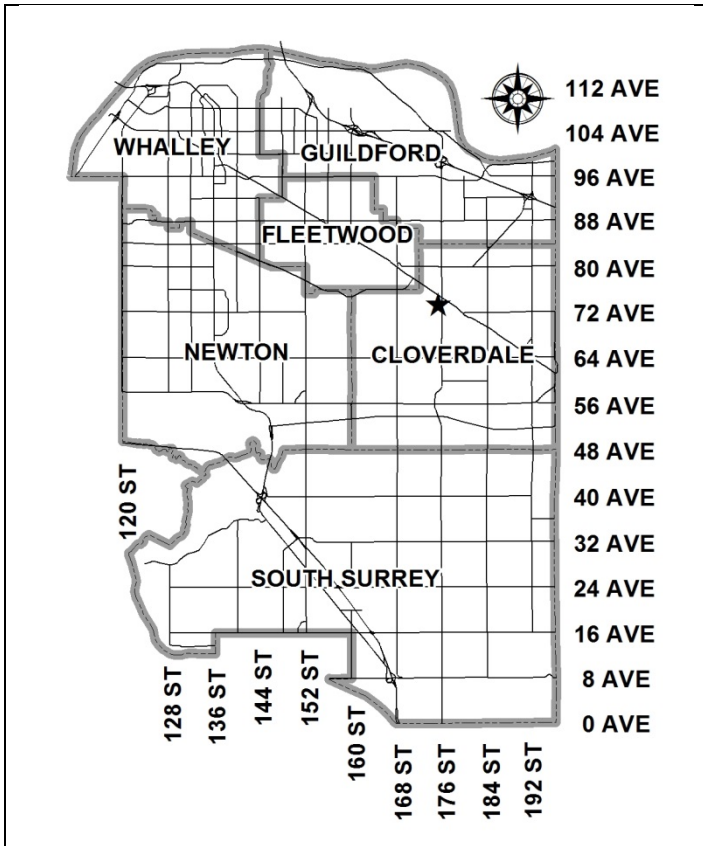 112 AVE
104 AVE
WHALLEY
GUILDFORD
96 AVE
88 AVE
FLEETWOOD
80 AVE
72 AVE
NEWTON
CLOVERDALE
64 AVE
56 AVE
48 AVE
120 ST
40 AVE
32 AVE
SOUTH SURREY
24 AVE
16 AVE
8 AVE
0 AVE
128 ST
136 ST
144 ST
152 ST
160 ST
168 ST
176 ST
184 ST
192 ST